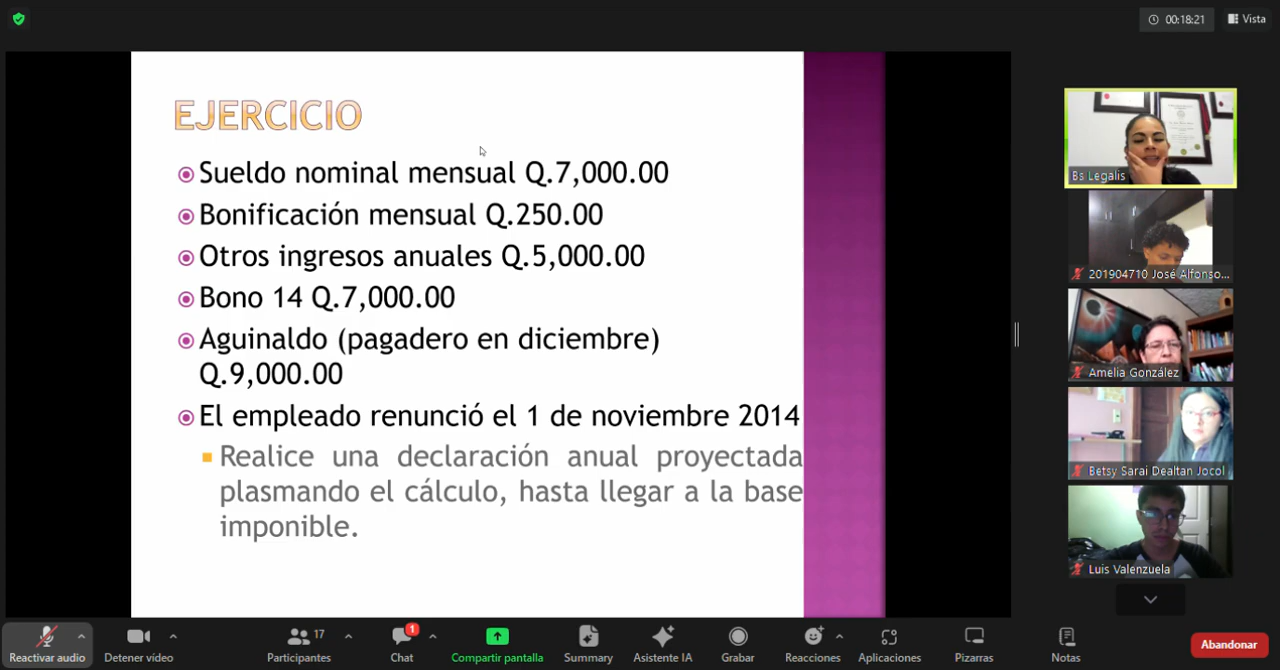 00:18:21
Vista
EJERCICIO
Sueldo nominal mensual Q.7,000.00
Bonificación mensual Q.250.00
Otros ingresos anuales Q.5,000.00
Bono 14 Q.7,000.00
Aguinaldo (pagadero en diciembre)
Q.9,000.00
El empleado renunció el 1 de noviembre 2014
Realice una declaración anual proyectada
plasmando el cálculo, hasta llegar a la base
imponible.
Bs Legalis
201904710 José Alfonso...
Amelia González
Betsy Sarai Dealtan Jocol
Luis Valenzuela
Reactivar audio
Detener vídeo
Participantes
17
Chat
1
Compartir pantalla
Summary
Asistente IA
Grabar
Reacciones
Aplicaciones
Pizarras
Notas
Abandonar